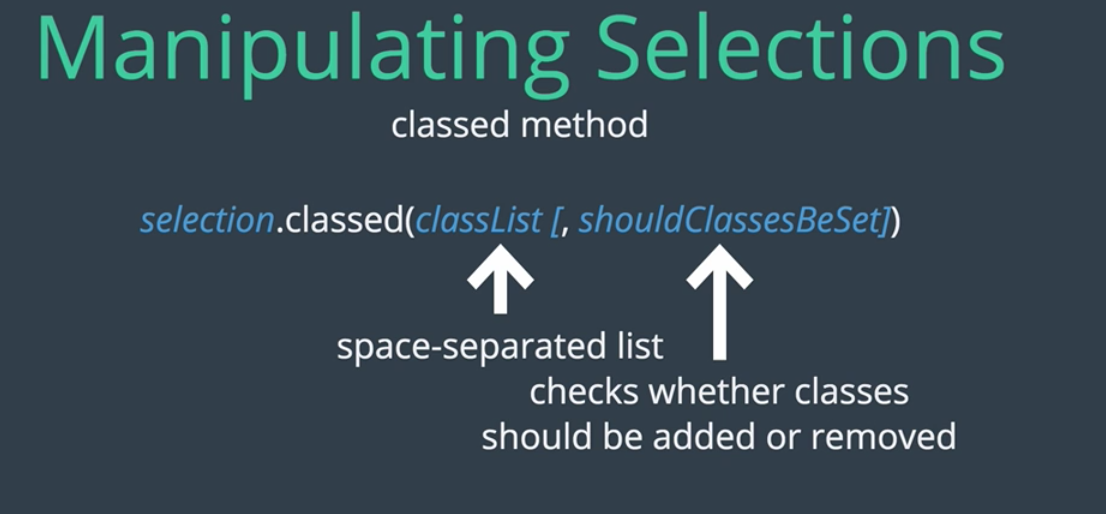 Manipulating Selections
classed method
selection.classed(classList [, shouldClassesBeSet])
space-separated list
checks whether classes
should be added or removed